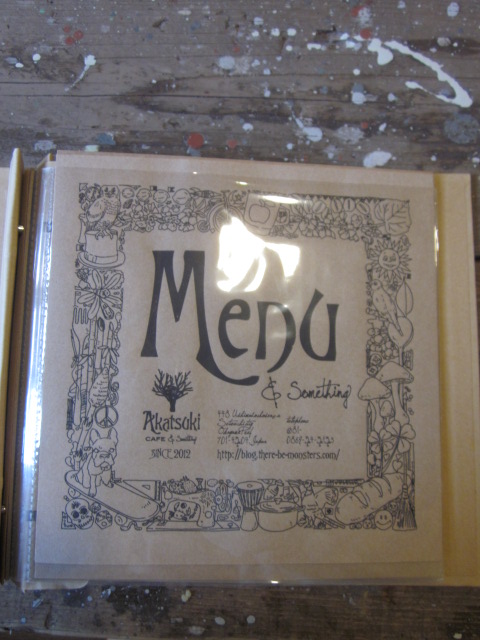 Menu
& Something
Akatsuki
CAFE & Something
SINCE 2012
http://blog.there-be-monsters.com/